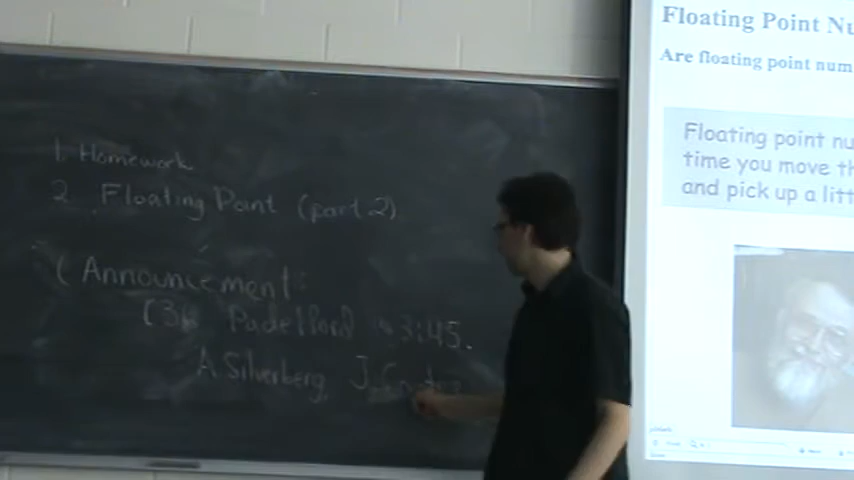 1. Homework
2. Floating Point (part 2)
( Announcement:
Padelford 3:45.
A. Silverberg, J.
Floating Point Nu
Are floating point num
Floating point nu
time you move th
and pick up a litt